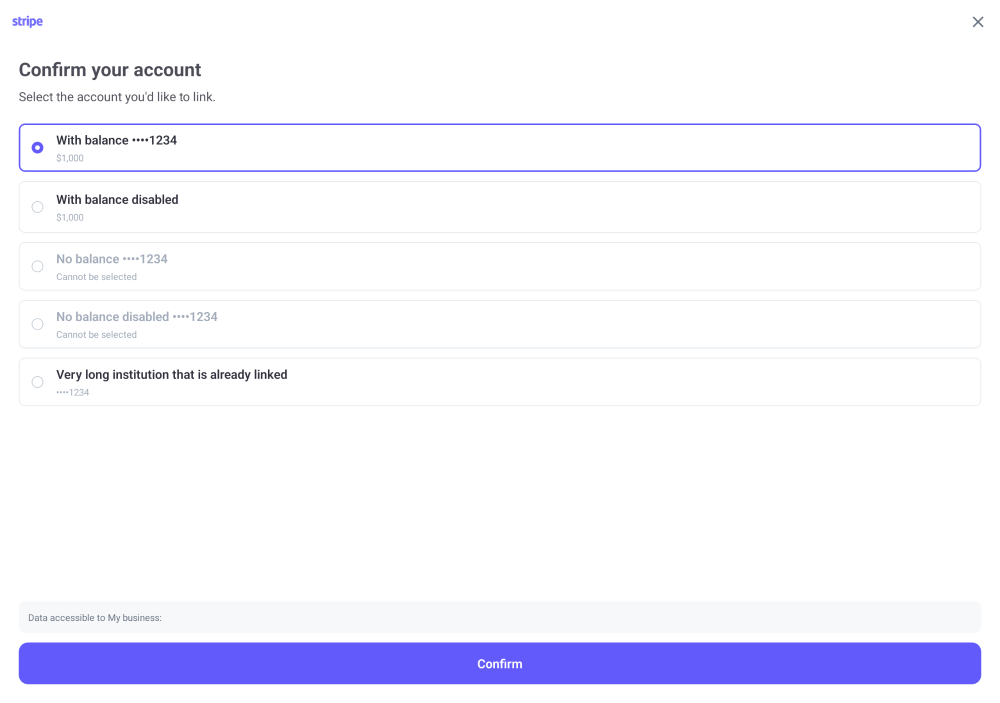 stripe
Confirm your account
Select the account you'd like to link.
With balance ••••1234
$1,000
With balance disabled
$1,000
No balance ••••1234
Cannot be selected
No balance disabled ••••1234
Cannot be selected
Very long institution that is already linked
••••1234
Data accessible to My business:
Confirm